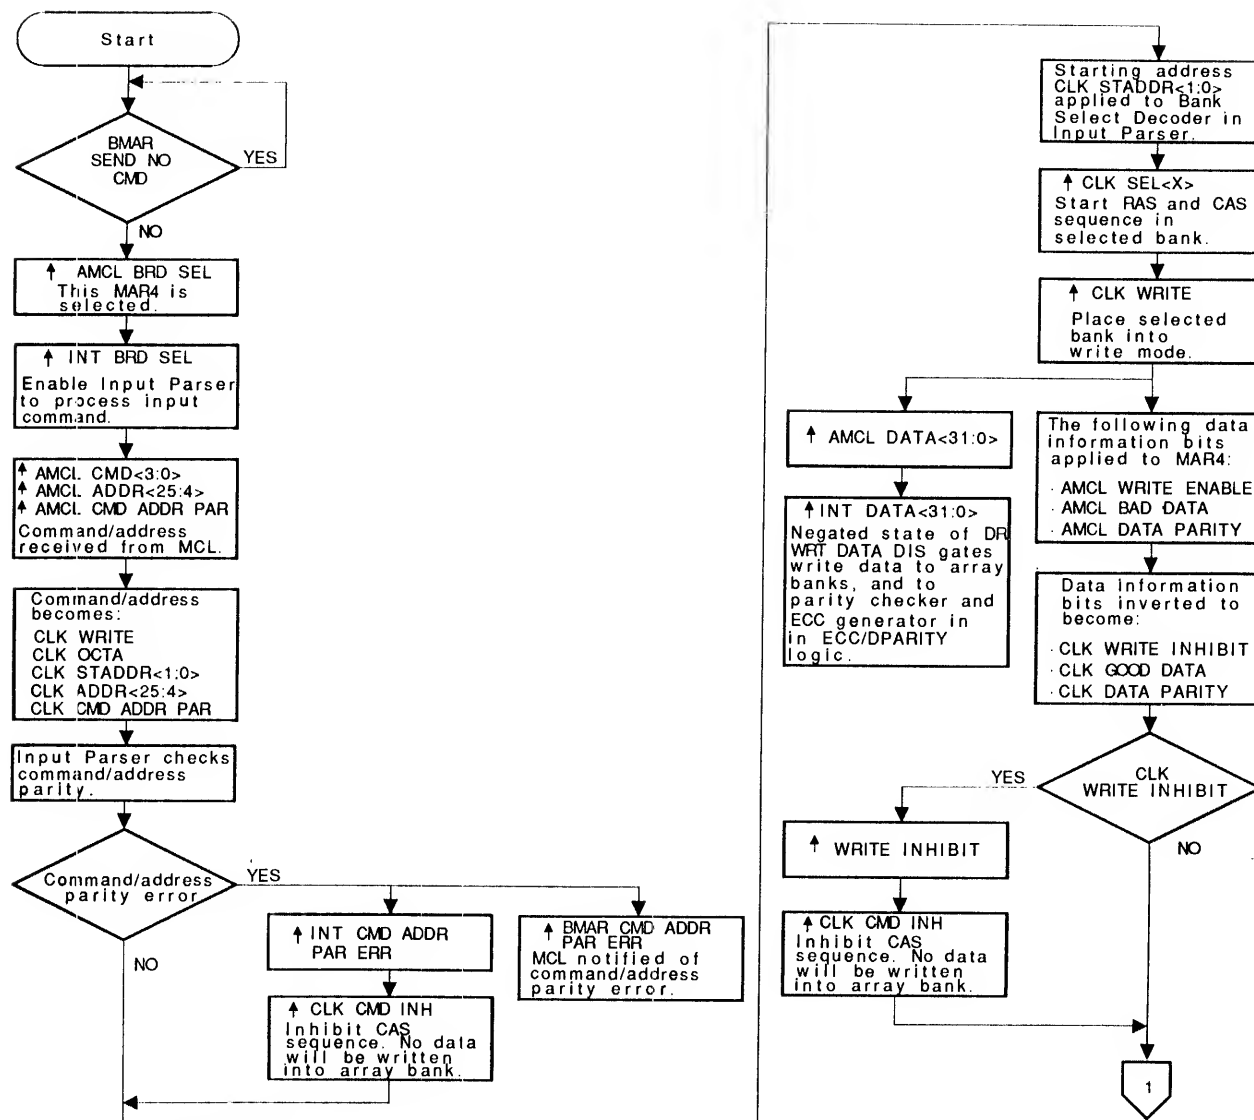 Start
BMAR
SEND NO
CMD
YES
NO
↑ AMCL BRD SEL
This MAR4 is
selected.
↑ INT BRD SEL
Enable Input Parser
to process input
command.
↑ AMCL CMD<3:0>
↑ AMCL ADDR<25:4>
↑ AMCL CMD ADDR PAR
Command/address
received from MCL.
Command/address
becomes:
CLK WRITE
CLK OCTA
CLK STADDR<1:0>
CLK ADDR<25:4>
CLK CMD ADDR PAR
Input Parser checks
command/address
parity.
Command/address
parity error
YES
NO
↑ INT CMD ADDR
PAR ERR
↑ CLK CMD INH
Inhibit CAS
sequence. No data
will be written
into array bank.
↑ BMAR CMD ADDR
PAR ERR
MCL notified of
command/address
parity error.
Starting address
CLK STADDR<1:0>
applied to Bank
Select Decoder in
Input Parser.
↑ CLK SEL<X>
Start RAS and CAS
sequence in
selected bank.
↑ CLK WRITE
Place selected
bank into
write mode.
↑ AMCL DATA<31:0>
↑ INT DATA<31:0>
Negated state of DR
WRT DATA DIS gates
write data to array
banks, and to
parity checker and
ECC generator in
in ECC/DPARITY
logic.
The following data
information bits
applied to MAR4:
· AMCL WRITE ENABLE
· AMCL BAD DATA
· AMCL DATA PARITY
Data information
bits inverted to
become:
· CLK WRITE INHIBIT
· CLK GOOD DATA
· CLK DATA PARITY
CLK
WRITE INHIBIT
YES
NO
↑ WRITE INHIBIT
↑ CLK CMD INH
Inhibit CAS
sequence. No data
will be written
into array bank.
1